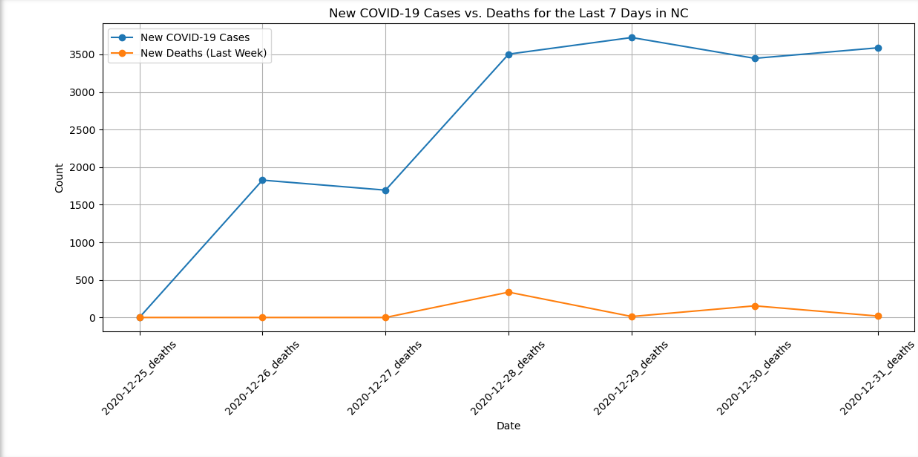 New COVID-19 Cases vs. Deaths for the Last 7 Days in NC
New COVID-19 Cases
New Deaths (Last Week)
3500
3000
2500
2000
1500
1000
500
0
Count
2020-12-25_deaths
2020-12-26_deaths
2020-12-27_deaths
2020-12-28_deaths
2020-12-29_deaths
2020-12-30_deaths
2020-12-31_deaths
Date